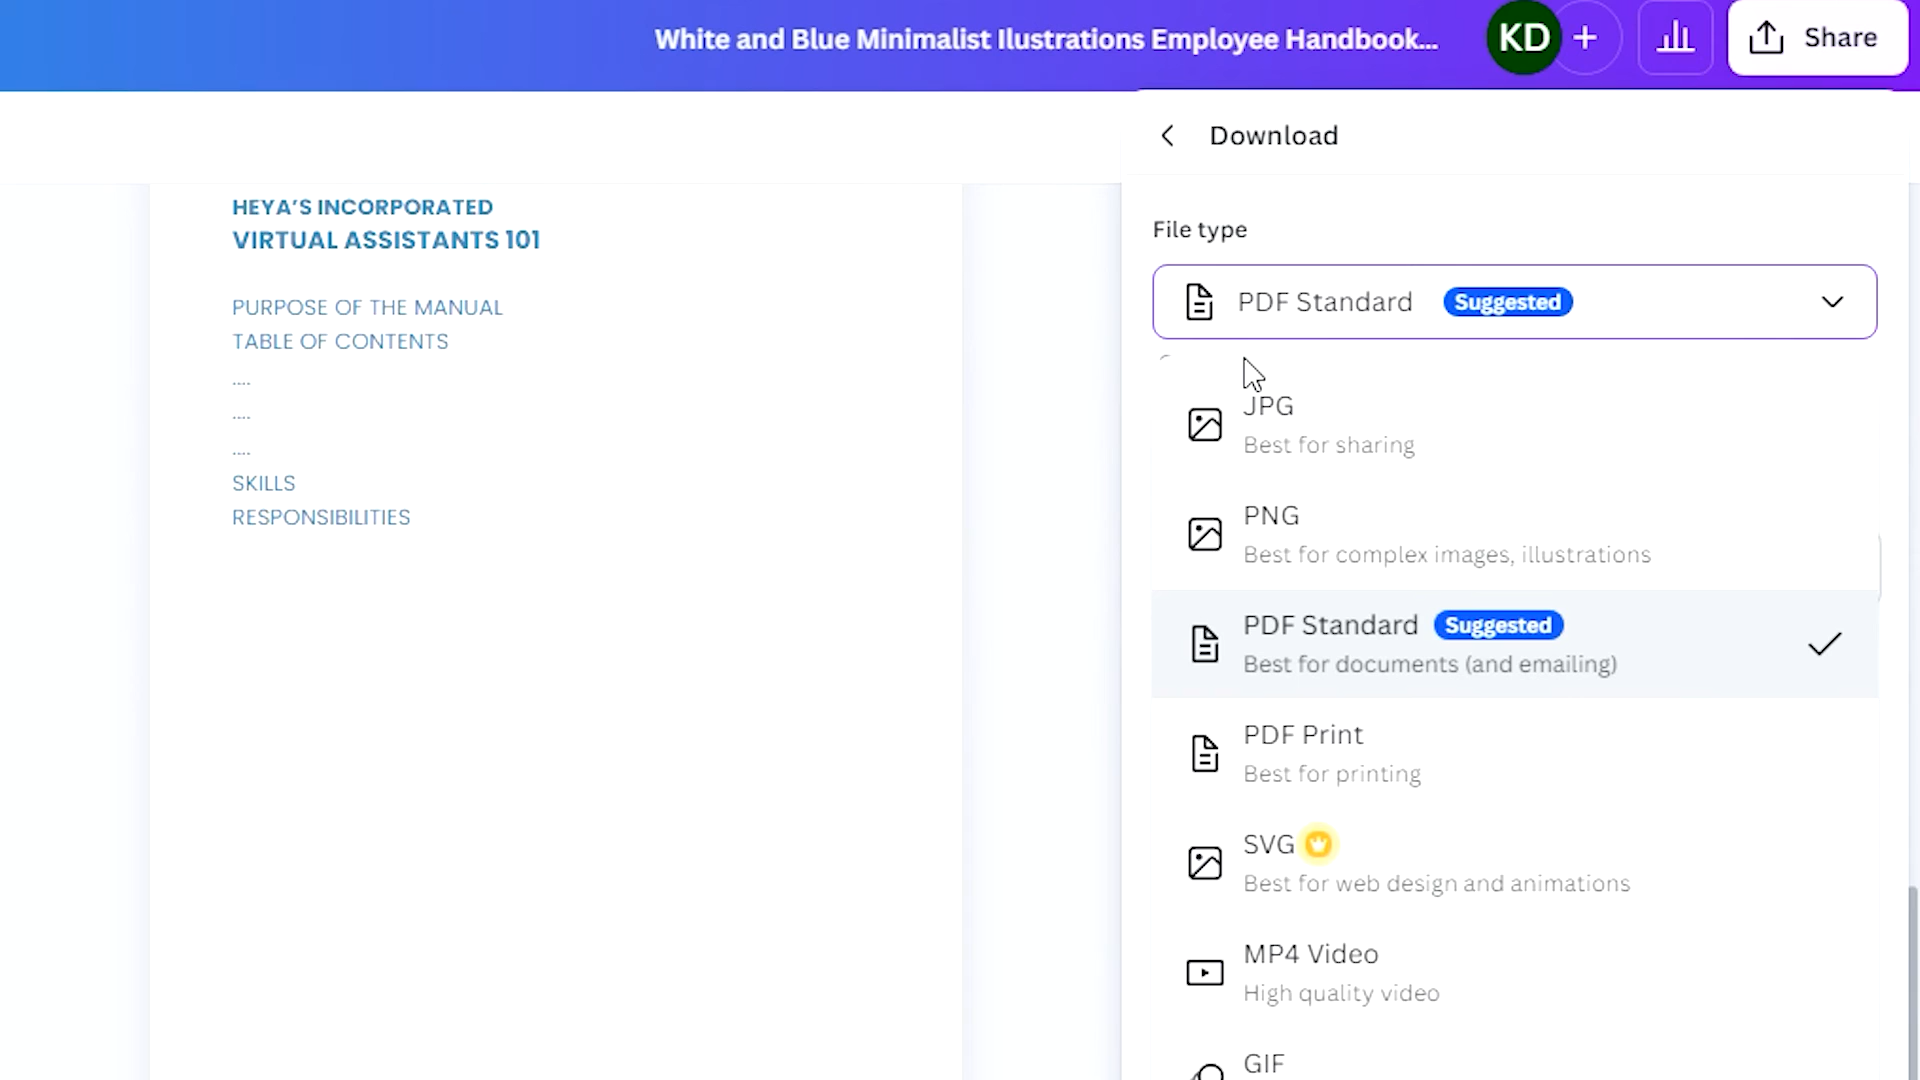 White and Blue Minimalist Ilustrations Employee Handbook...
KD
Share
HEYA'S INCORPORATED
VIRTUAL ASSISTANTS 101
PURPOSE OF THE MANUAL
TABLE OF CONTENTS
....
....
....
SKILLS
RESPONSIBILITIES
Download
File type
PDF Standard Suggested
JPG
Best for sharing
PNG
Best for complex images, illustrations
PDF Standard Suggested
Best for documents (and emailing)
PDF Print
Best for printing
SVG
Best for web design and animations
MP4 Video
High quality video
GIF